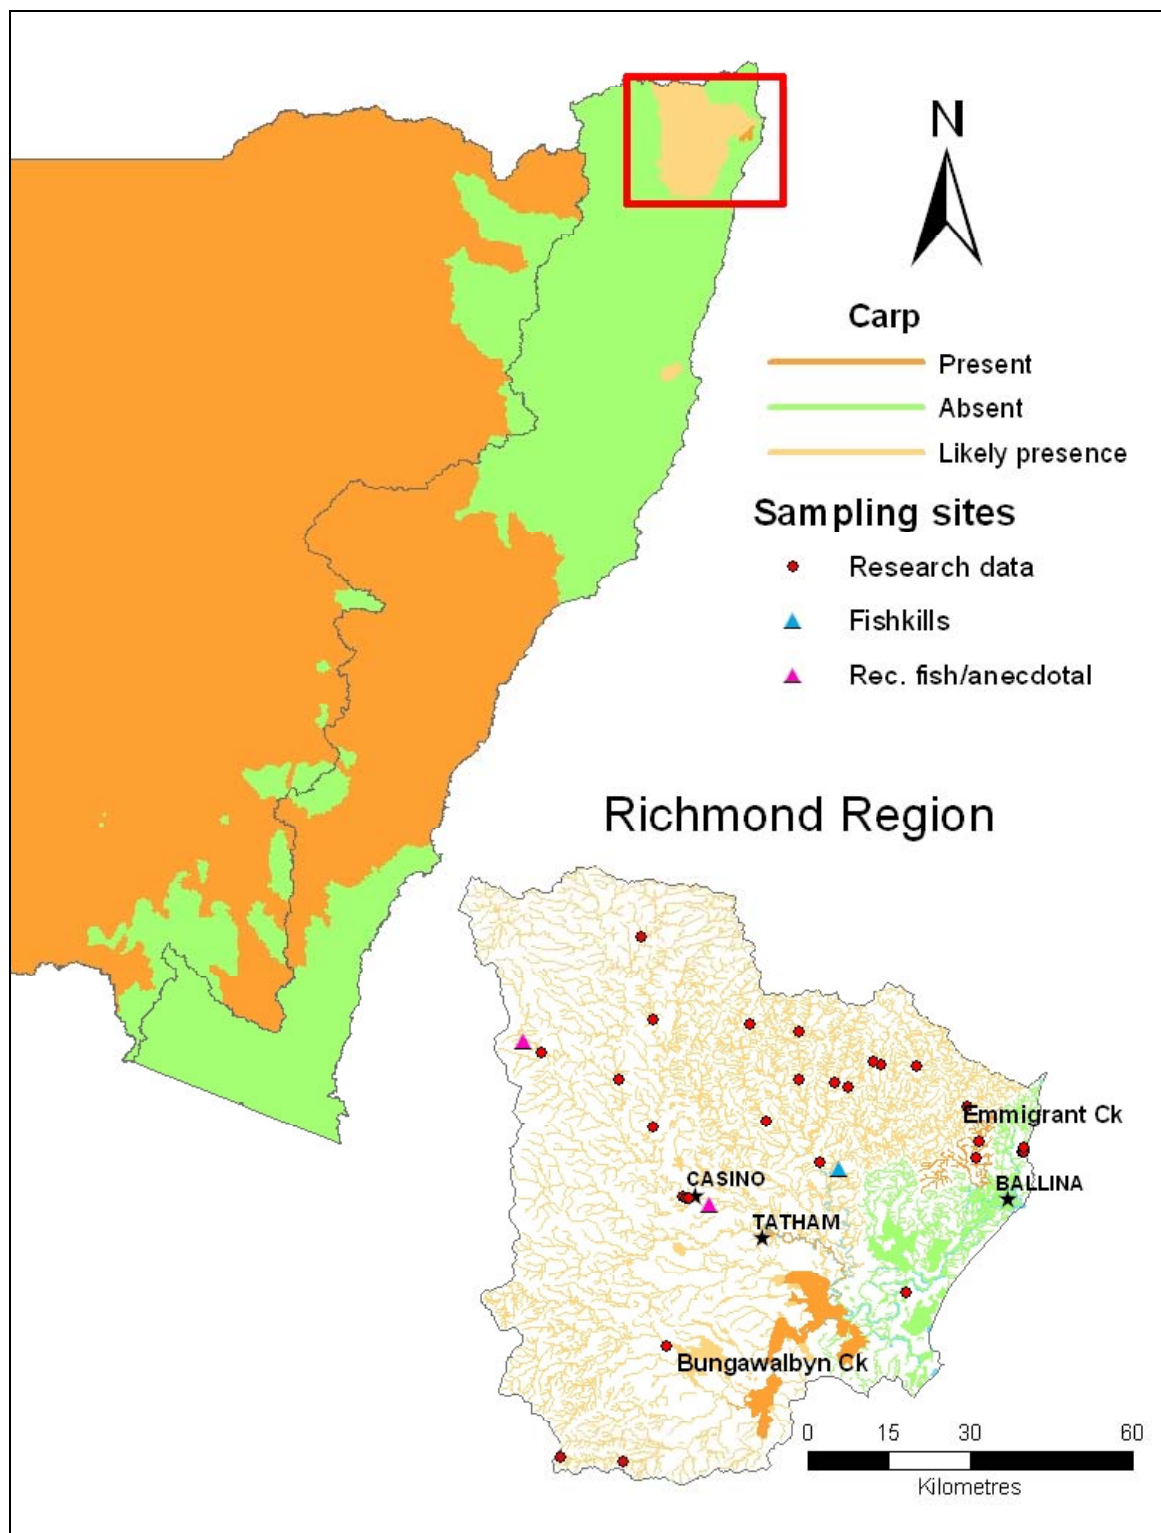 N
Carp
Present
Absent
Likely presence
Sampling sites
Research data
Fishkills
Rec. fish/anecdotal
Richmond Region
Emmigrant Ck
CASINO
BALLINA
TATHAM
Bungawalbyn Ck
0 15 30 60
Kilometres